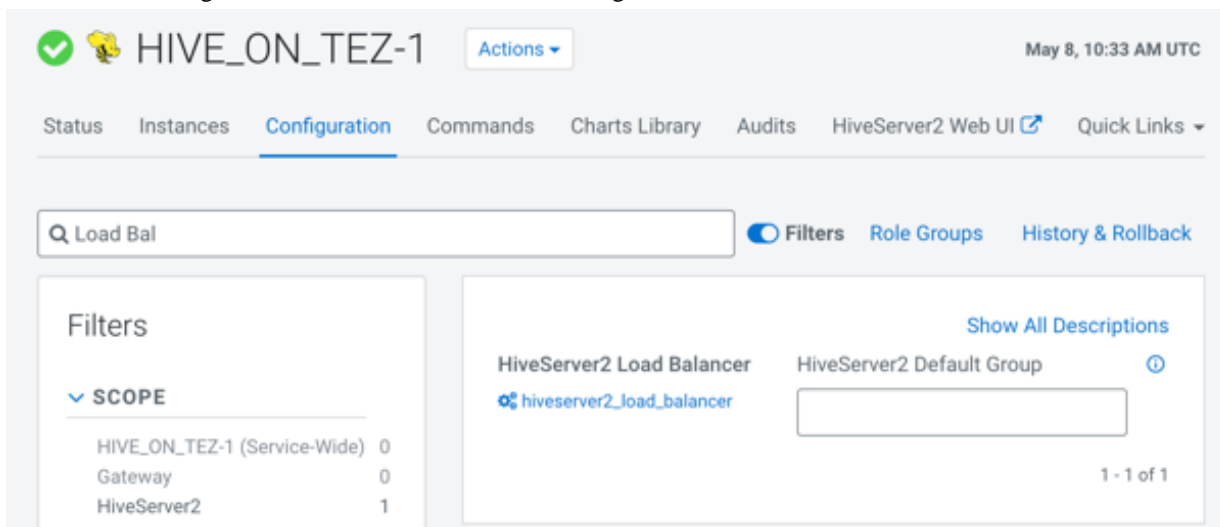 HIVE_ON_TEZ-1 Actions May 8, 10:33 AM UTC
Status Instances Configuration Commands Charts Library Audits HiveServer2 Web UI Quick Links
Load Bal Filters Role Groups History & Rollback
Filters
SCOPE
HIVE_ON_TEZ-1 (Service-Wide) 0
Gateway 0
HiveServer2 1
Show All Descriptions
HiveServer2 Load Balancer HiveServer2 Default Group
hiveserver2_load_balancer
1 - 1 of 1